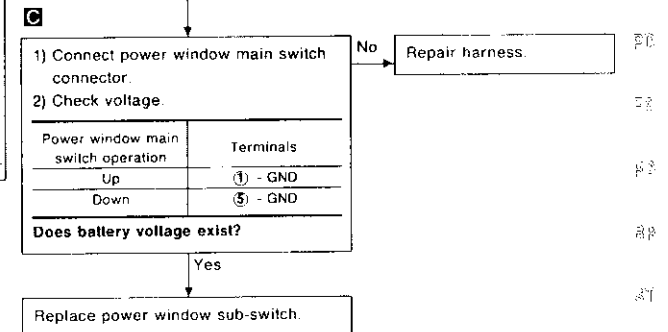 C
1) Connect power window main switch
connector.
2) Check voltage.
No
Repair harness.
Power window main
switch operation
Terminals
Up
① - GND
Down
⑤ - GND
Does battery voltage exist?
Yes
Replace power window sub-switch.